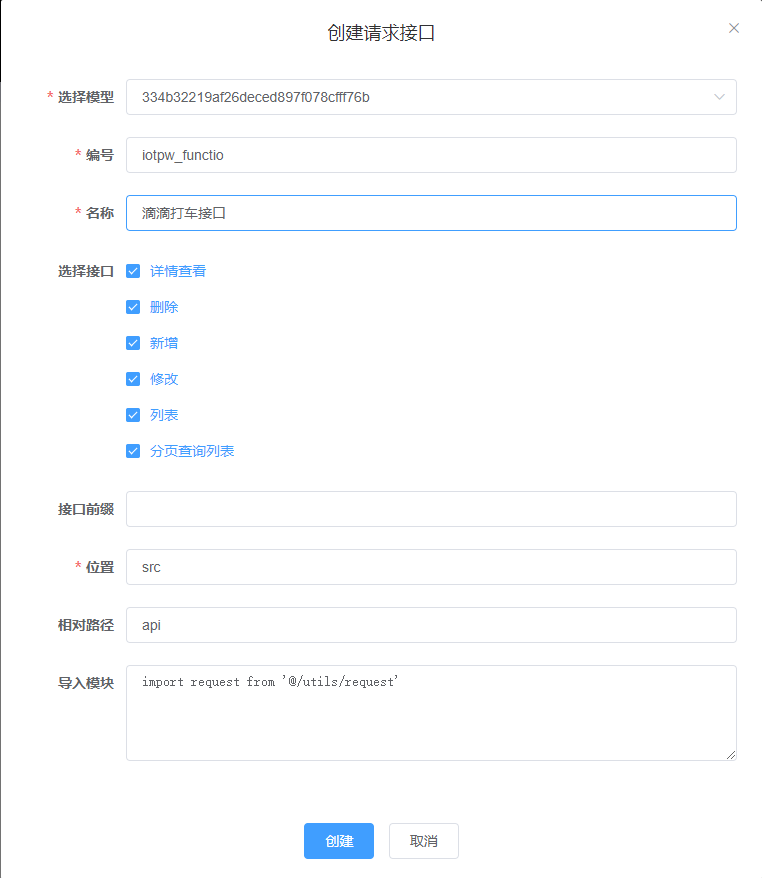 创建请求接口
* 选择模型 334b32219af26deced897f078cfff76b
* 编号 iotpw_functio
* 名称 滴滴打车接口
选择接口 详情查看
删除
新增
修改
列表
分页查询列表
接口前缀
* 位置 src
相对路径 api
导入模块 import request from '@/utils/request'
创建 取消